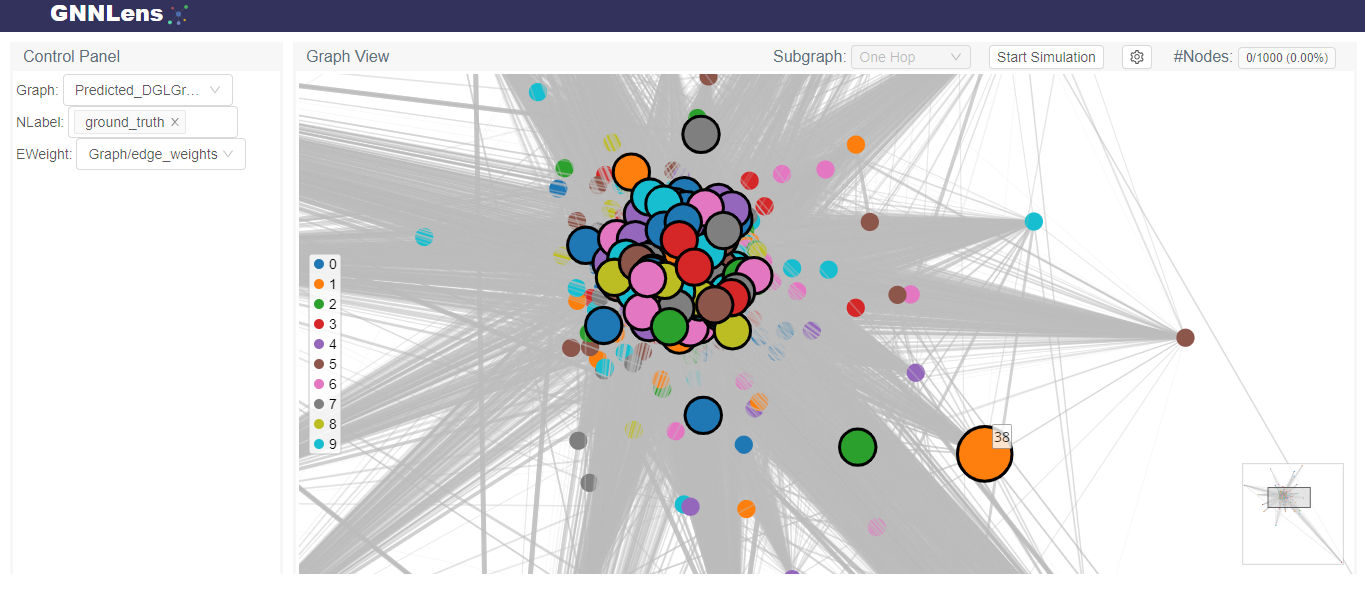 GNNLens
Control Panel
Graph: Predicted_DGLGr...
NLabel: ground_truth ×
EWeight: Graph/edge_weights
Graph View
Subgraph: One Hop
Start Simulation
#Nodes: 0/1000 (0.00%)
0
1
2
3
4
5
6
7
8
9
38